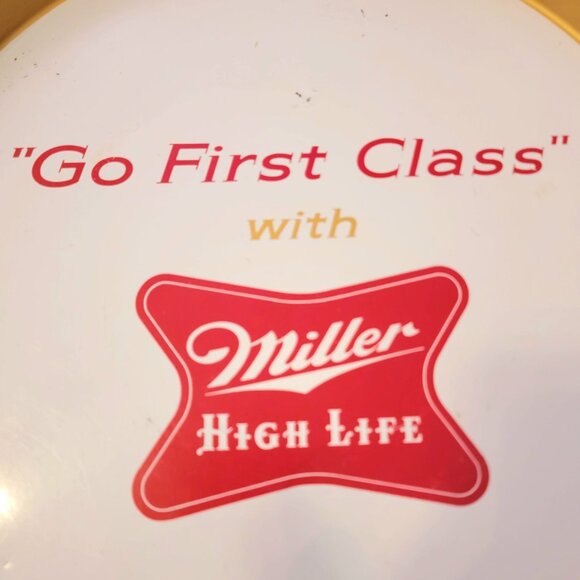 "Go First Class"
with
Miller
HIGH LIFE